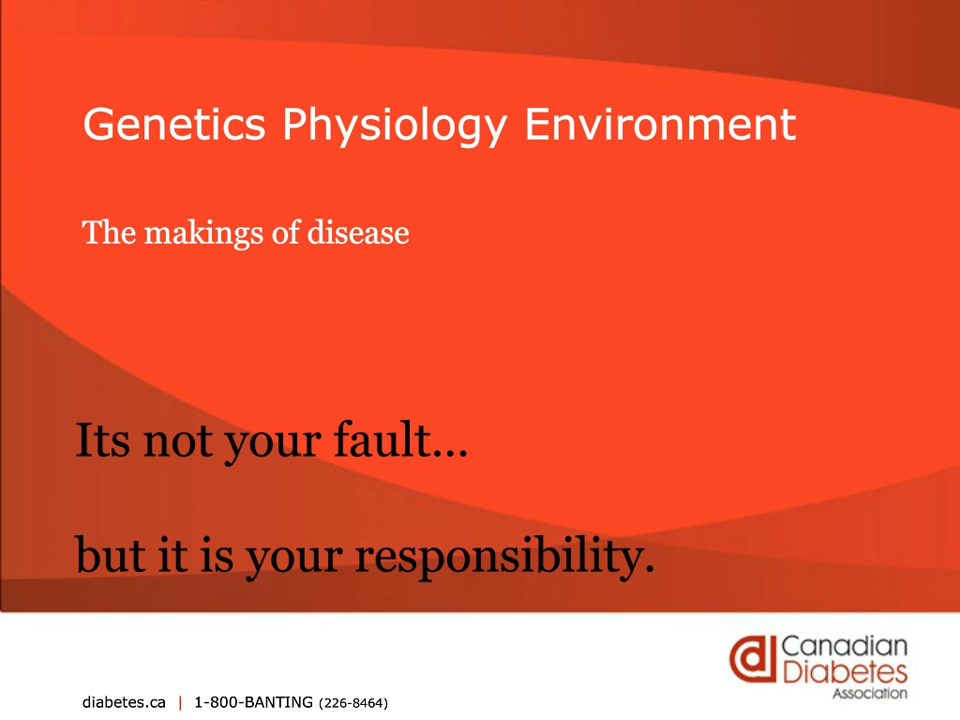 Genetics Physiology Environment
The makings of disease
Its not your fault...
but it is your responsibility.
diabetes.ca | 1-800-BANTING (226-8464)
Canadian
Diabetes
Association